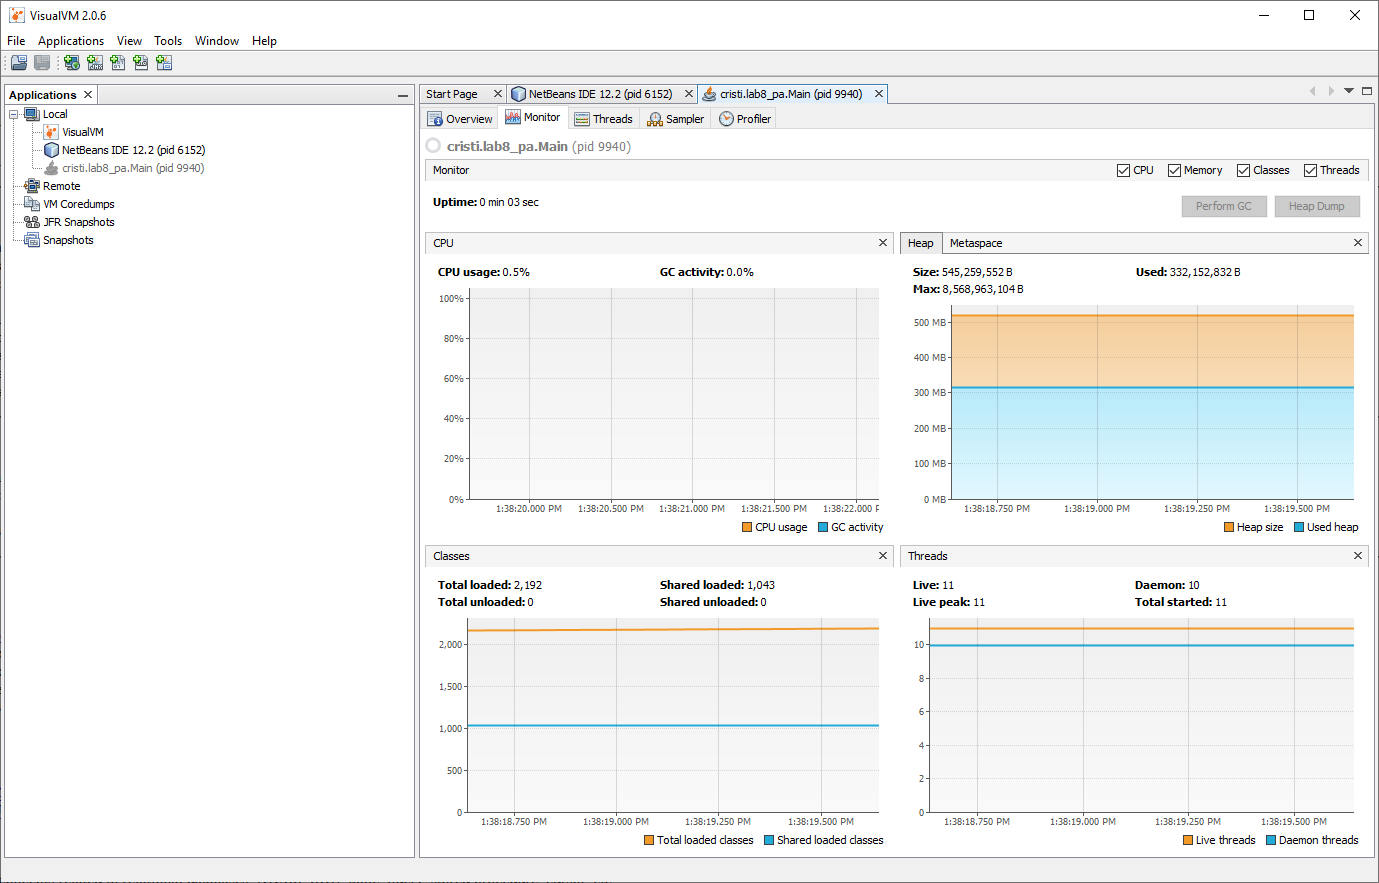 VisualVM 2.0.6
File Applications View Tools Window Help
Applications
Local
VisualVM
NetBeans IDE 12.2 (pid 6152)
cristi.lab8_pa.Main (pid 9940)
Remote
VM Coredumps
JFR Snapshots
Snapshots
Start Page NetBeans IDE 12.2 (pid 6152) cristi.lab8_pa.Main (pid 9940)
Overview Monitor Threads Sampler Profiler
cristi.lab8_pa.Main (pid 9940)
Monitor CPU Memory Classes Threads
Uptime: 0 min 03 sec Perform GC Heap Dump
CPU
CPU usage: 0.5% GC activity: 0.0%
100%
80%
60%
40%
20%
0%
1:38:20.000 PM 1:38:20.500 PM 1:38:21.000 PM 1:38:21.500 PM 1:38:22.000 P
CPU usage GC activity
Heap Metaspace
Size: 545,259,552 B Used: 332,152,832 B
Max: 8,568,963,104 B
500 MB
400 MB
300 MB
200 MB
100 MB
0 MB
1:38:18.750 PM 1:38:19.000 PM 1:38:19.250 PM 1:38:19.500 PM
Heap size Used heap
Classes
Total loaded: 2,192 Shared loaded: 1,043
Total unloaded: 0 Shared unloaded: 0
2,000
1,500
1,000
500
0
1:38:18.750 PM 1:38:19.000 PM 1:38:19.250 PM 1:38:19.500 PM
Total loaded classes Shared loaded classes
Threads
Live: 11 Daemon: 10
Live peak: 11 Total started: 11
10
8
6
4
2
0
1:38:18.750 PM 1:38:19.000 PM 1:38:19.250 PM 1:38:19.500 PM
Live threads Daemon threads